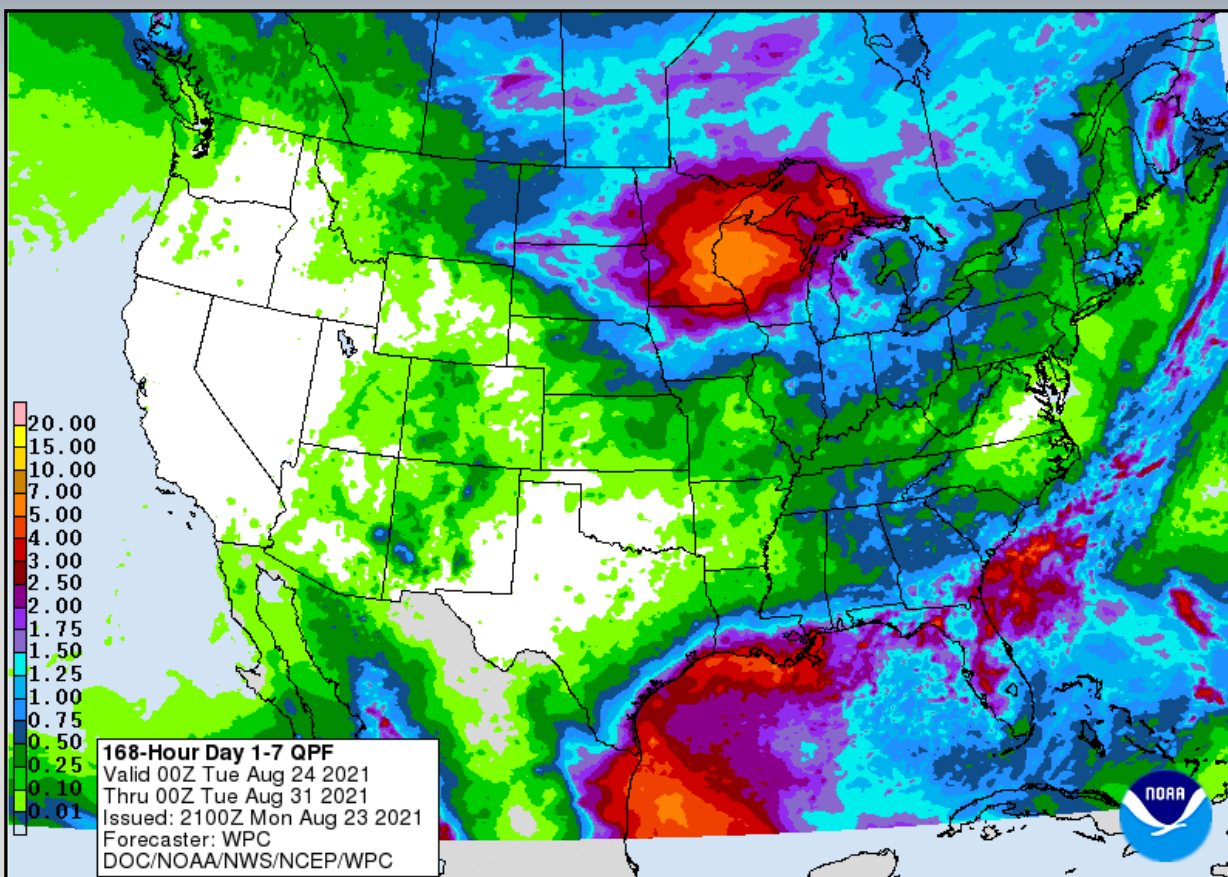 20.00
15.00
10.00
7.00
5.00
4.00
3.00
2.50
2.00
1.75
1.50
1.25
1.00
0.75
0.50
0.25
0.10
0.01
168-Hour Day 1-7 QPF
Valid 00Z Tue Aug 24 2021
Thru 00Z Tue Aug 31 2021
Issued: 2100Z Mon Aug 23 2021
Forecaster: WPC
DOC/NOAA/NWS/NCEP/WPC
NOAA